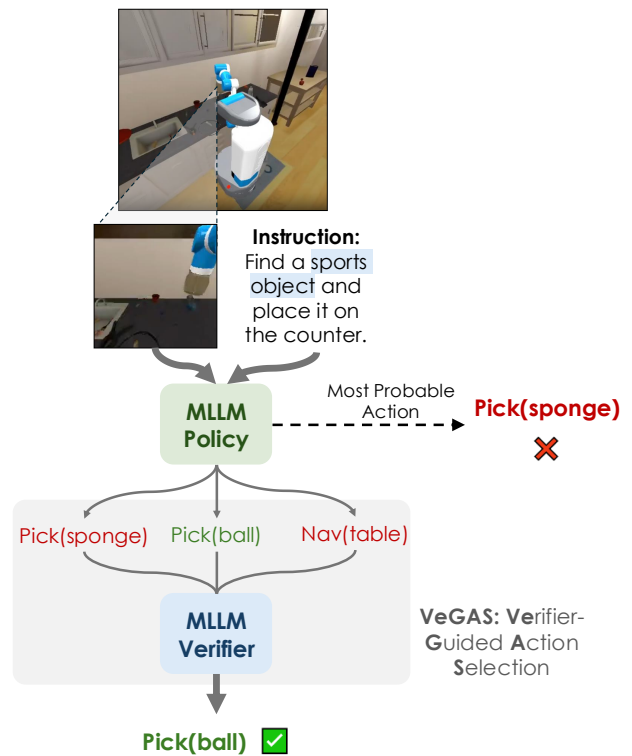 Instruction:
Find a sports
object and
place it on
the counter.
MLLM
Policy
Most Probable
Action
Pick(sponge)
Pick(sponge)
Pick(ball)
Nav(table)
MLLM
Verifier
VeGAS: Verifier-
Guided Action
Selection
Pick(ball)